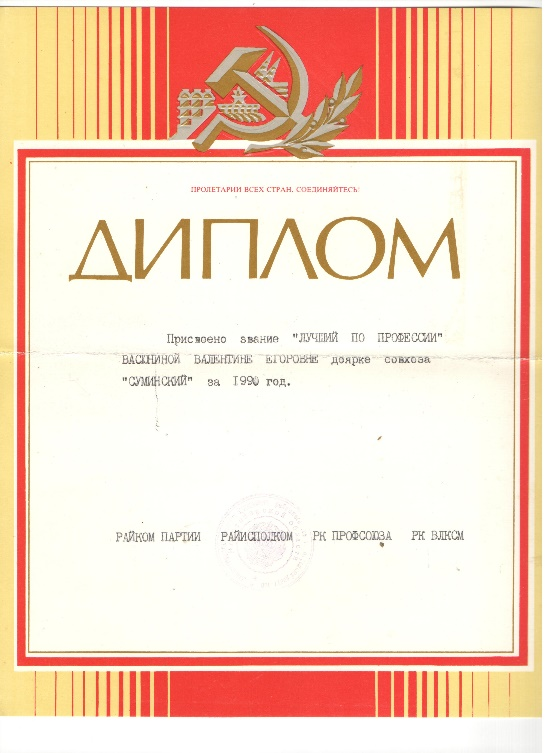 ПРОЛЕТАРИИ ВСЕХ СТРАН, СОЕДИНЯЙТЕСЬ!
ДИПЛОМ
Присвоено звание "ЛУЧШИЙ ПО ПРОФЕССИИ"
ВАСКНИНОЙ ВАЛЕНТИНЕ ЕГОРОВНЕ доярке совхоза
"СУМИНСКИЙ" за 1990 год.
РАЙКОМ ПАРТИИ РАЙИСПОЛКОМ РК ПРОФСОЮЗА РК ВЛКСМ